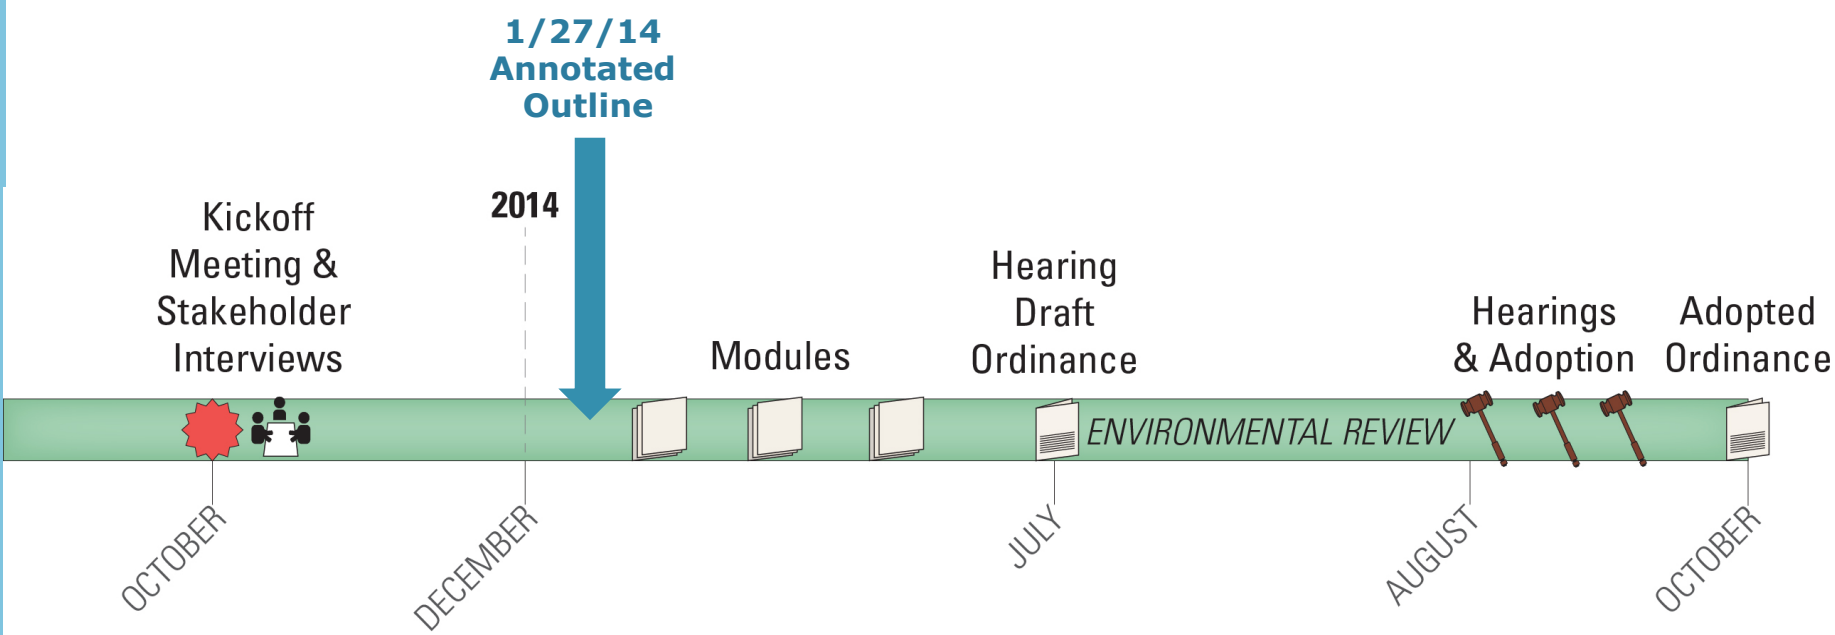 1/27/14
Annotated
Outline
2014
Kickoff
Meeting &
Stakeholder
Interviews
Modules
Hearing
Draft
Ordinance
Hearings
& Adoption
Adopted
Ordinance
ENVIRONMENTAL REVIEW
OCTOBER
DECEMBER
JULY
AUGUST
OCTOBER